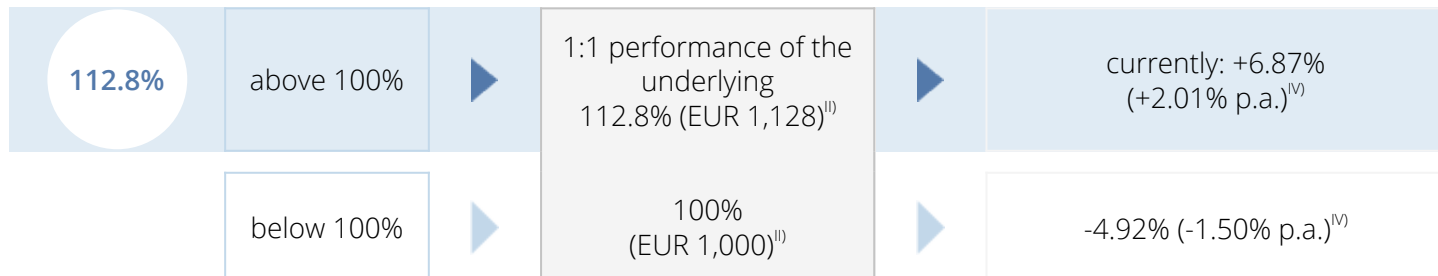 112.8%
above 100%
1:1 performance of the
underlying
112.8% (EUR 1,128)II)
currently: +6.87%
(+2.01% p.a.)IV)
below 100%
100%
(EUR 1,000)II)
-4.92% (-1.50% p.a.)IV)